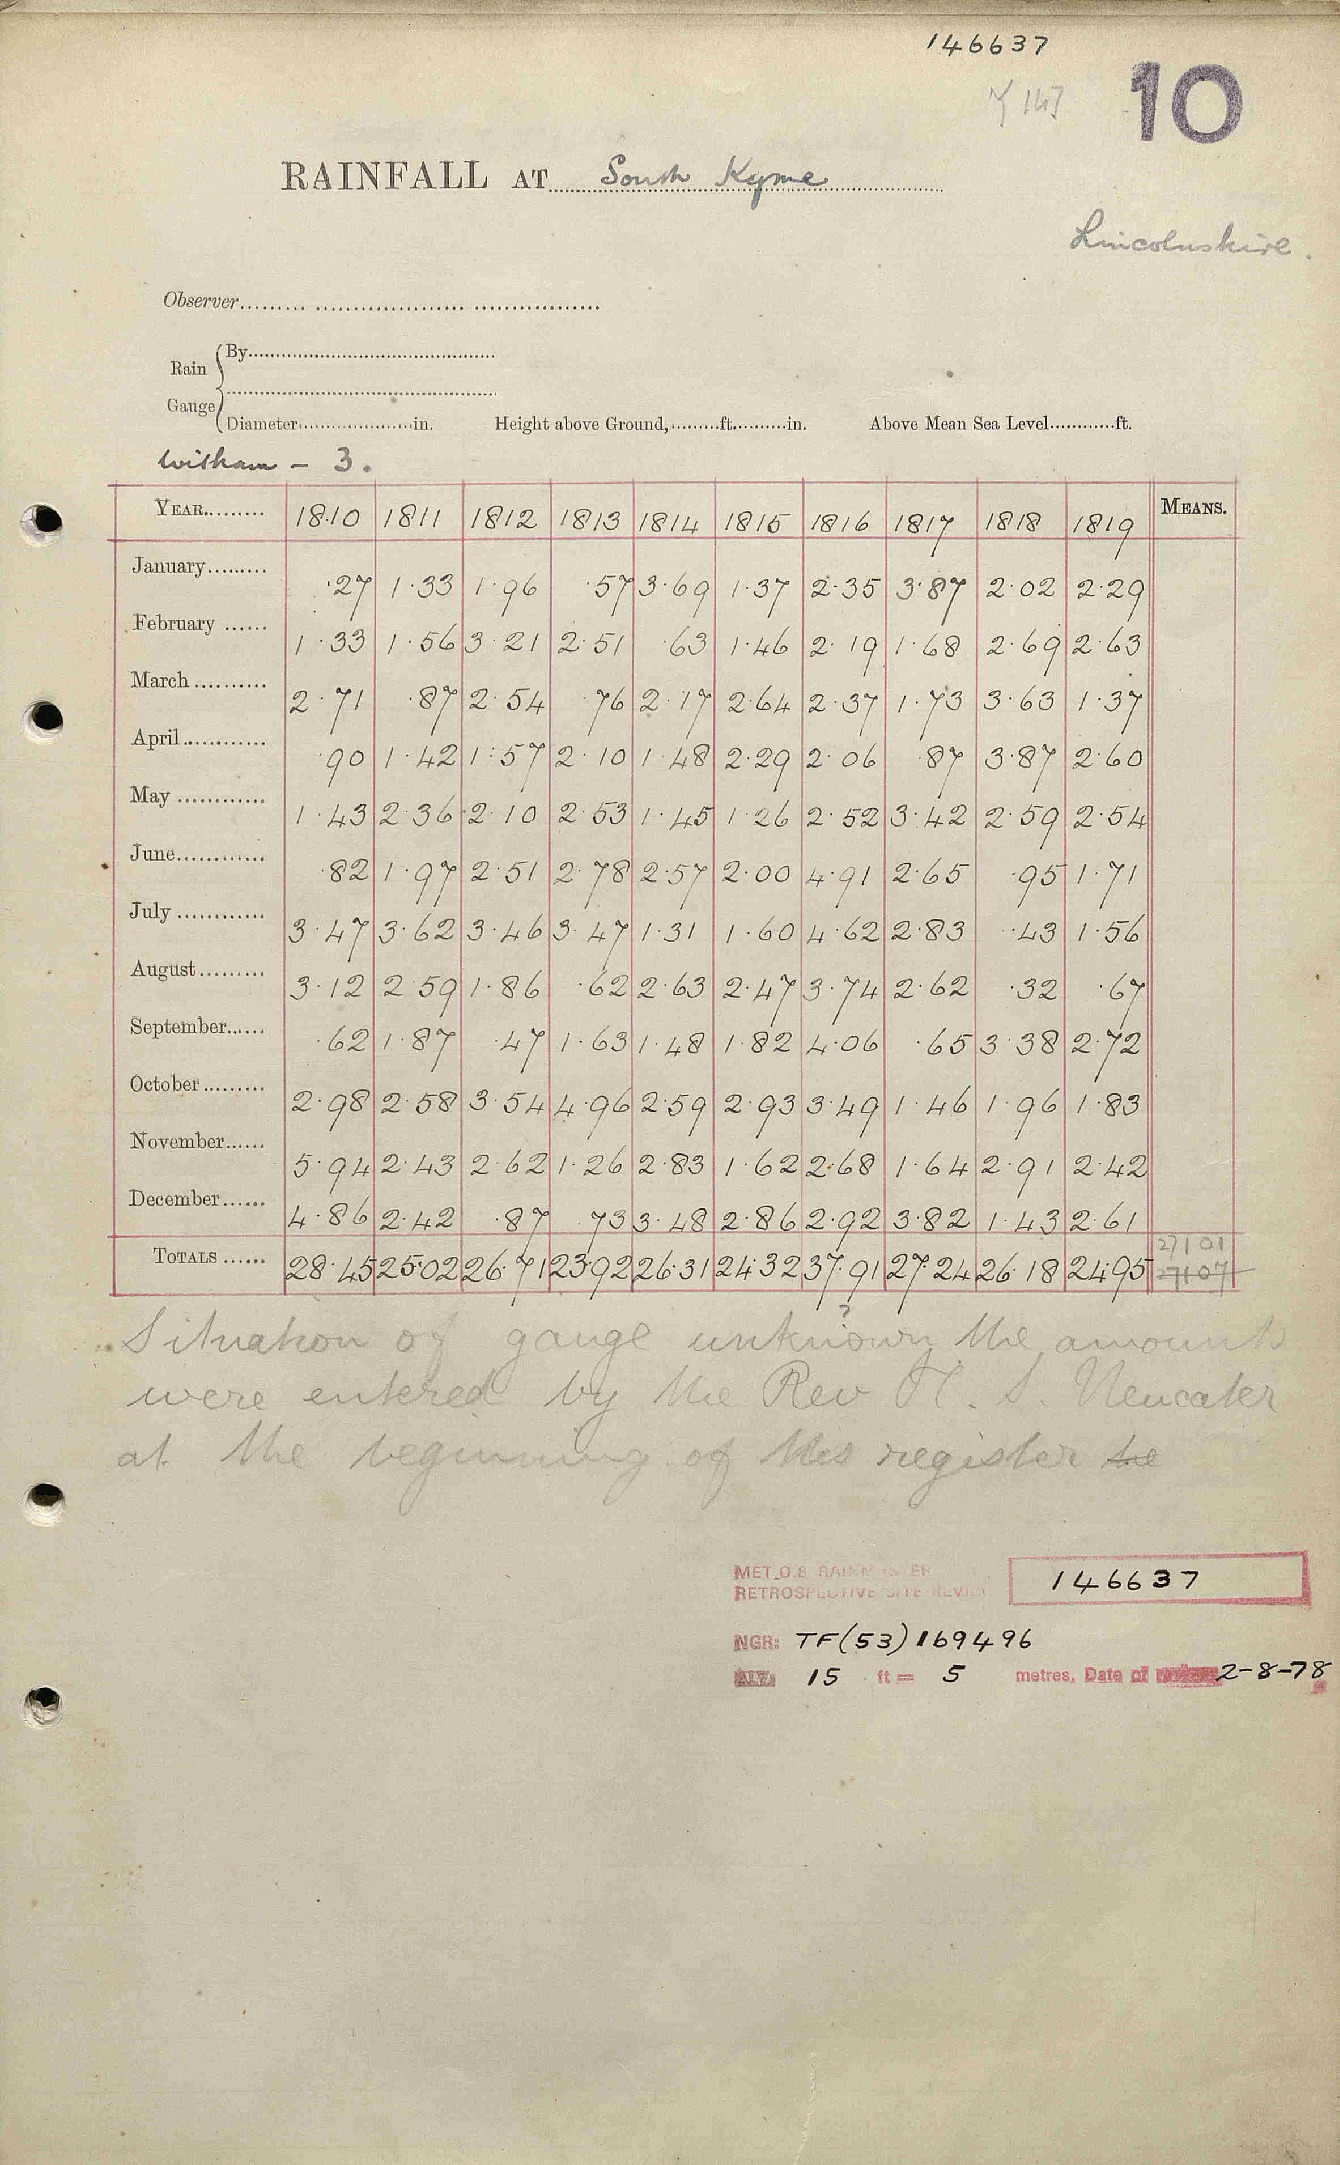 146637
10
RAINFALL AT South Kyme
Lincolnshire.
Observer
Rain Gauge { By
Diameter in. Height above Ground, ft. in. Above Mean Sea Level ft.
Witham - 3.
YEAR 1810 1811 1812 1813 1814 1815 1816 1817 1818 1819 MEANS.
January ·27 1·33 1·96 ·57 3·69 1·37 2·35 3·87 2·02 2·29
February 1·33 1·56 3·21 2·51 ·63 1·46 2·19 1·68 2·69 2·63
March 2·71 ·87 2·54 ·76 2·17 2·64 2·37 1·73 3·63 1·37
April ·90 1·42 1·57 2·10 1·48 2·29 2·06 ·87 3·87 2·60
May 1·43 2·36 2·10 2·53 1·45 1·26 2·52 3·42 2·59 2·54
June ·82 1·97 2·51 2·78 2·57 2·00 4·91 2·65 ·95 1·71
July 3·47 3·62 3·46 3·47 1·31 1·60 4·62 2·83 ·43 1·56
August 3·12 2·59 1·86 ·62 2·63 2·47 3·74 2·62 ·32 ·67
September ·62 1·87 ·47 1·63 1·48 1·82 4·06 ·65 3·38 2·72
October 2·98 2·58 3·54 4·96 2·59 2·93 3·49 1·46 1·96 1·83
November 5·94 2·43 2·62 1·26 2·83 1·62 2·68 1·64 2·91 2·42
December 4·86 2·42 ·87 ·73 3·48 2·86 2·92 3·82 1·43 2·61
27101
TOTALS 28·45 25·02 26·71 23·92 26·31 24·32 37·91 27·24 26·18 24·95 27107
?
Situation of gauge unknown the amounts
were entered by the Rev H. S. Neucater
at the beginning of this register he
MET.O.8 RAINMASTER
RETROSPECTIVE SITE REVIEW 146637
NGR: TF(53)169496
ALT. 15 ft = 5 metres. Date of 2-8-78